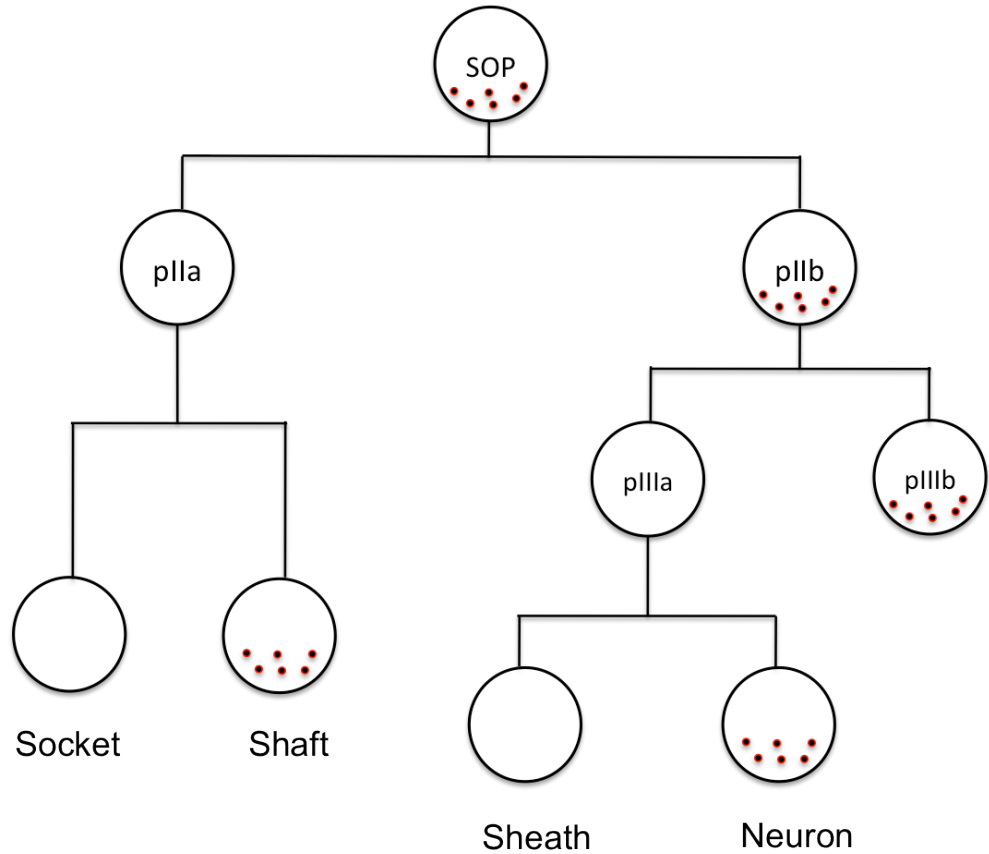 SOP
pIIa
pIIb
pIIIa
pIIIb
Socket
Shaft
Sheath
Neuron